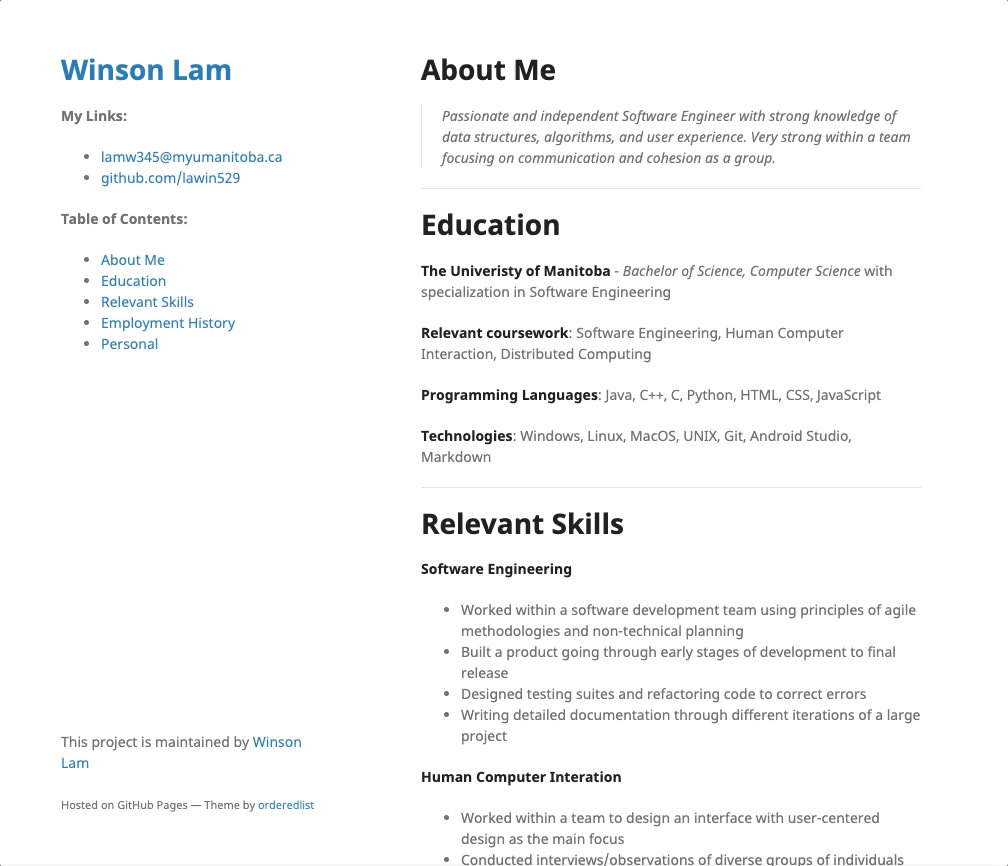 Winson Lam
My Links:
lamw345@myumanitoba.ca
github.com/lawin529
Table of Contents:
About Me
Education
Relevant Skills
Employment History
Personal
This project is maintained by Winson
Lam
Hosted on GitHub Pages — Theme by orderedlist
About Me
Passionate and independent Software Engineer with strong knowledge of
data structures, algorithms, and user experience. Very strong within a team
focusing on communication and cohesion as a group.
Education
The Univeristy of Manitoba - Bachelor of Science, Computer Science with
specialization in Software Engineering
Relevant coursework: Software Engineering, Human Computer
Interaction, Distributed Computing
Programming Languages: Java, C++, C, Python, HTML, CSS, JavaScript
Technologies: Windows, Linux, MacOS, UNIX, Git, Android Studio,
Markdown
Relevant Skills
Software Engineering
Worked within a software development team using principles of agile
methodologies and non-technical planning
Built a product going through early stages of development to final
release
Designed testing suites and refactoring code to correct errors
Writing detailed documentation through different iterations of a large
project
Human Computer Interation
Worked within a team to design an interface with user-centered
design as the main focus
Conducted interviews/observations of diverse groups of individuals